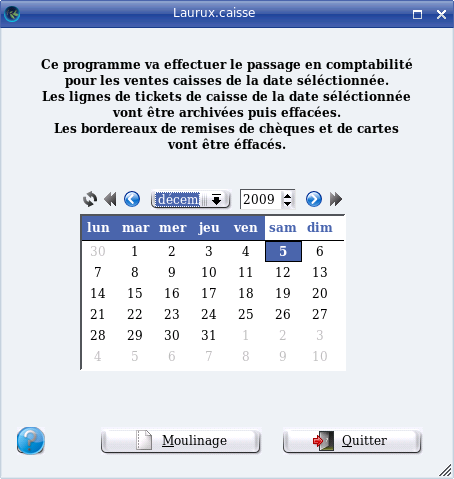 Laurux.caisse
Ce programme va effectuer le passage en comptabilité
pour les ventes caisses de la date séléctionnée.
Les lignes de tickets de caisse de la date séléctionnée
vont être archivées puis effacées.
Les bordereaux de remises de chèques et de cartes
vont être éffacés.
décem 2009
lun mar mer jeu ven sam dim
30 1 2 3 4 5 6
7 8 9 10 11 12 13
14 15 16 17 18 19 20
21 22 23 24 25 26 27
28 29 30 31 1 2 3
4 5 6 7 8 9 10
? Moulinage Quitter